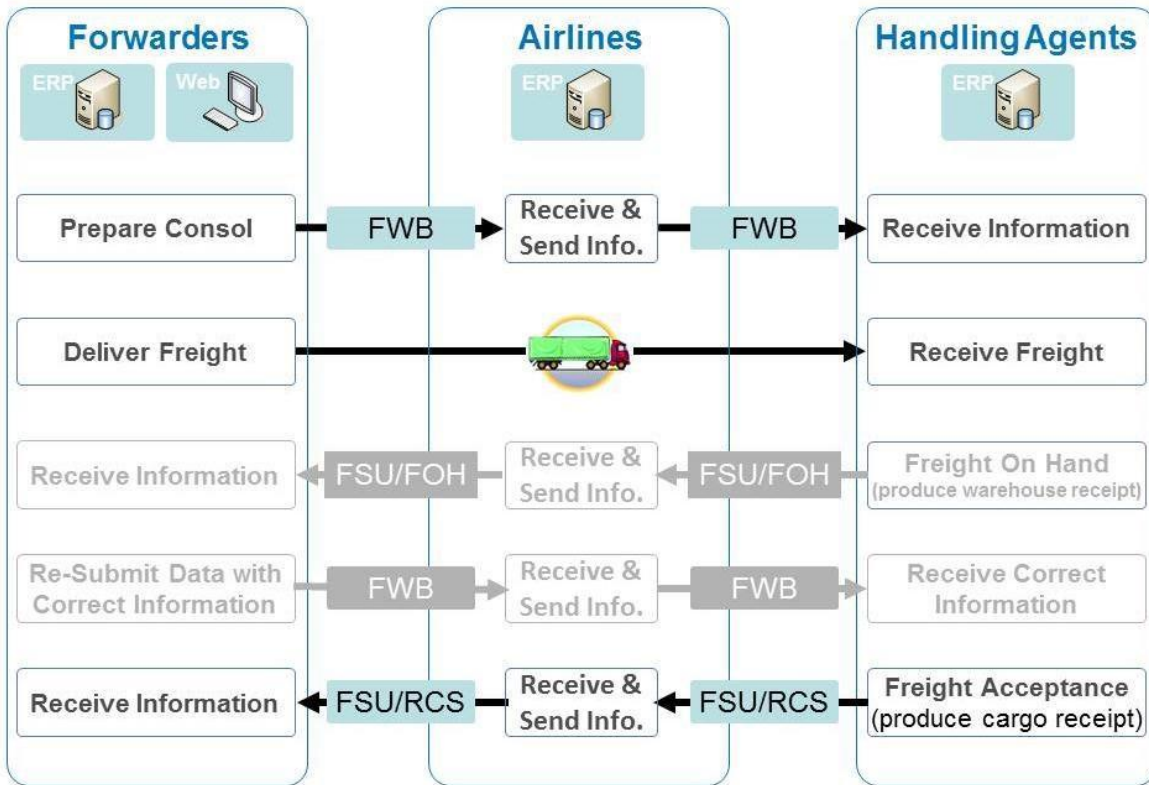 Forwarders
Airlines
Handling Agents
ERP
Web
ERP
ERP
Prepare Consol
FWB
Receive &
Send Info.
FWB
Receive Information
Deliver Freight
Receive Freight
Receive Information
FSU/FOH
Receive &
Send Info.
FSU/FOH
Freight On Hand
(produce warehouse receipt)
Re-Submit Data with
Correct Information
FWB
Receive &
Send Info.
FWB
Receive Correct
Information
Receive Information
FSU/RCS
Receive &
Send Info.
FSU/RCS
Freight Acceptance
(produce cargo receipt)